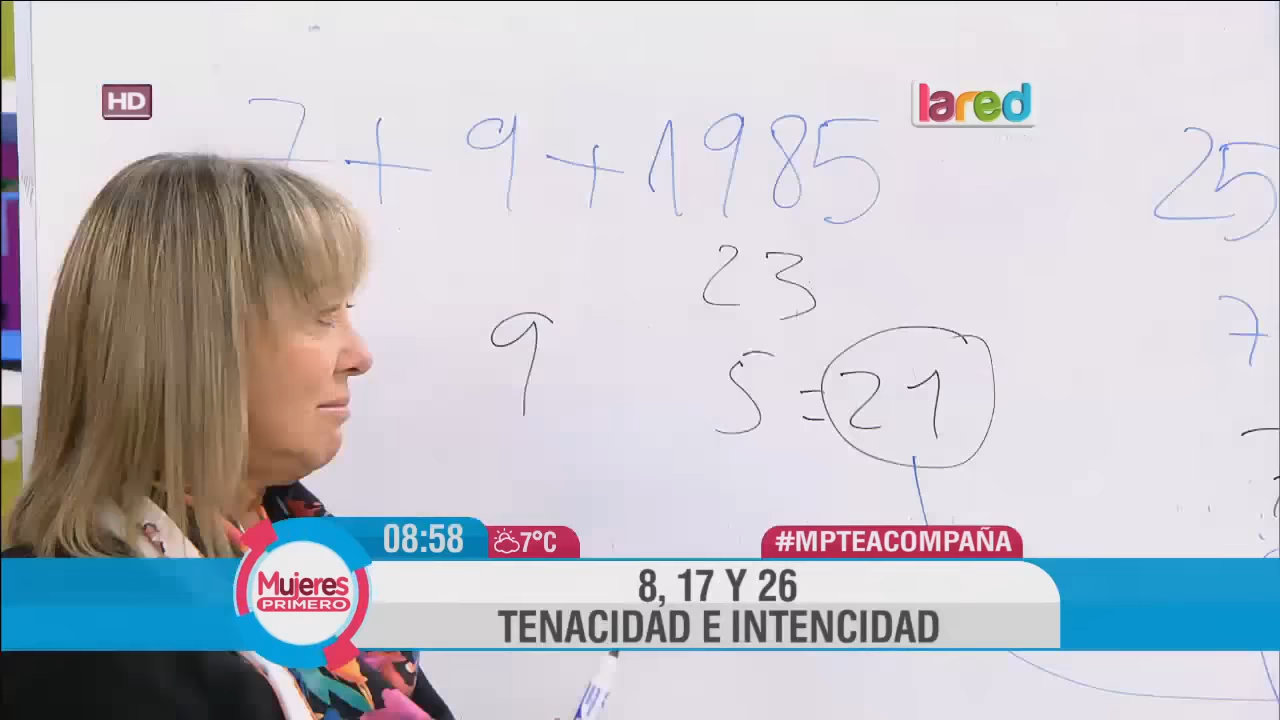 HD
lared
7 + 9 + 1985
25
23
7
9
5 = 21
08:58
7°C
#MPTEACOMPAÑA
Mujeres
PRIMERO
8, 17 Y 26
TENACIDAD E INTENCIDAD